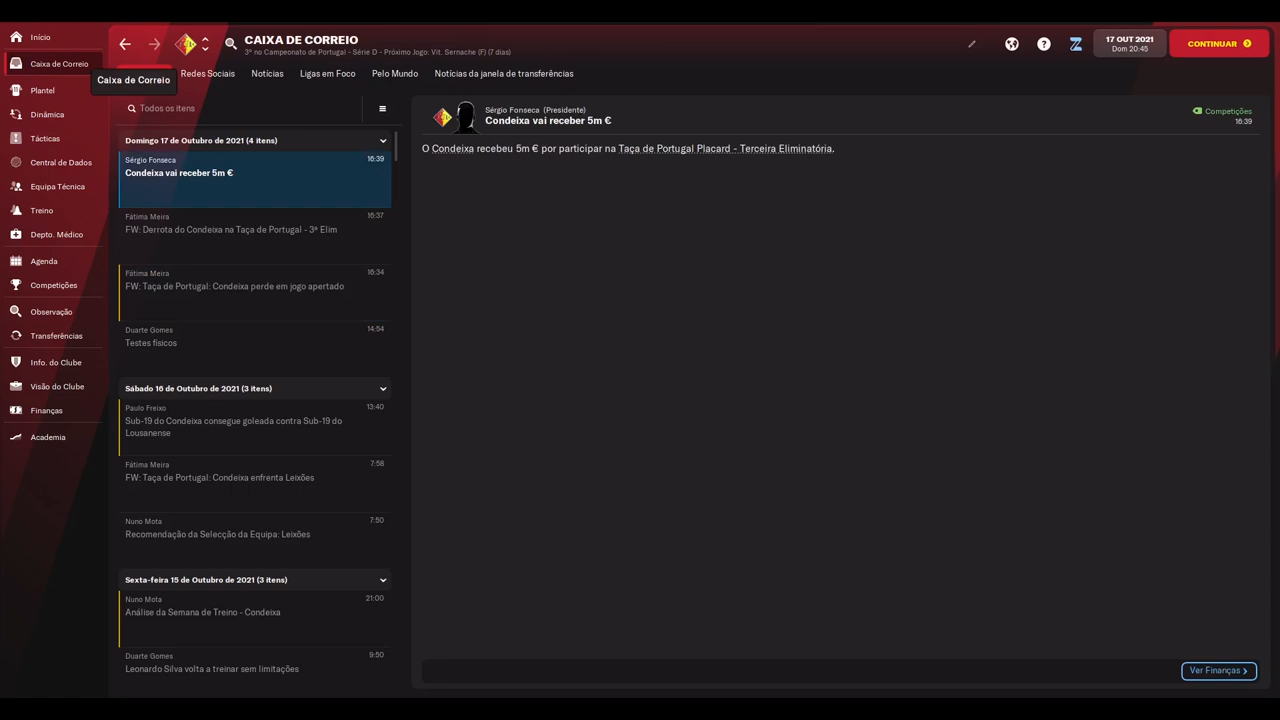 Início
Caixa de Correio
Plantel
Dinâmica
Tácticas
Central de Dados
Equipa Técnica
Treino
Depto. Médico
Agenda
Competições
Observação
Transferências
Info. do Clube
Visão do Clube
Finanças
Academia
CAIXA DE CORREIO
3º no Campeonato de Portugal - Série D - Próximo Jogo: Vit. Sernache (F) (7 dias)
17 OUT 2021
Dom 20:45
CONTINUAR
Caixa de Correio
Redes Sociais
Notícias
Ligas em Foco
Pelo Mundo
Notícias da janela de transferências
Todos os itens
Domingo 17 de Outubro de 2021 (4 itens)
Sérgio Fonseca 16:39
Condeixa vai receber 5m €
Fátima Meira 16:37
FW: Derrota do Condeixa na Taça de Portugal - 3ª Elim
Fátima Meira 16:34
FW: Taça de Portugal: Condeixa perde em jogo apertado
Duarte Gomes 14:54
Testes físicos
Sábado 16 de Outubro de 2021 (3 itens)
Paulo Freixo 13:40
Sub-19 do Condeixa consegue goleada contra Sub-19 do
Lousanense
Fátima Meira 7:58
FW: Taça de Portugal: Condeixa enfrenta Leixões
Nuno Mota 7:50
Recomendação da Selecção da Equipa: Leixões
Sexta-feira 15 de Outubro de 2021 (3 itens)
Nuno Mota 21:00
Análise da Semana de Treino - Condeixa
Duarte Gomes 9:50
Leonardo Silva volta a treinar sem limitações
Sérgio Fonseca (Presidente)
Condeixa vai receber 5m €
Competições
16:39
O Condeixa recebeu 5m € por participar na Taça de Portugal Placard - Terceira Eliminatória.
Ver Finanças